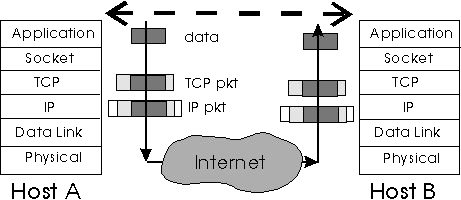 Application
Socket
TCP
IP
Data Link
Physical
Host A
data
TCP pkt
IP pkt
Internet
Application
Socket
TCP
IP
Data Link
Physical
Host B